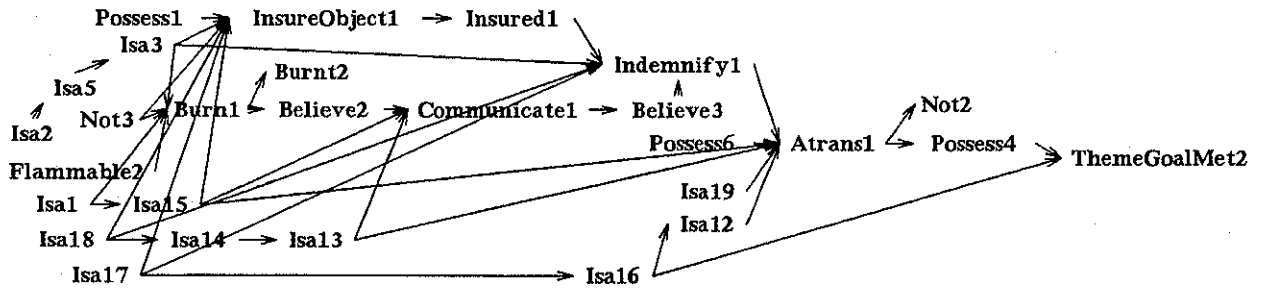 Possess1 InsureObject1 Insured1
Isa3
Indemnify1
Burnt2
Isa5
Burn1 Believe2 Communicate1 Believe3
Not2
Not3
Isa2
Possess6 Atrans1 Possess4
ThemeGoalMet2
Flammable2
Isa19
Isa1 Isa15
Isa12
Isa18 Isa14 Isa13
Isa17 Isa16